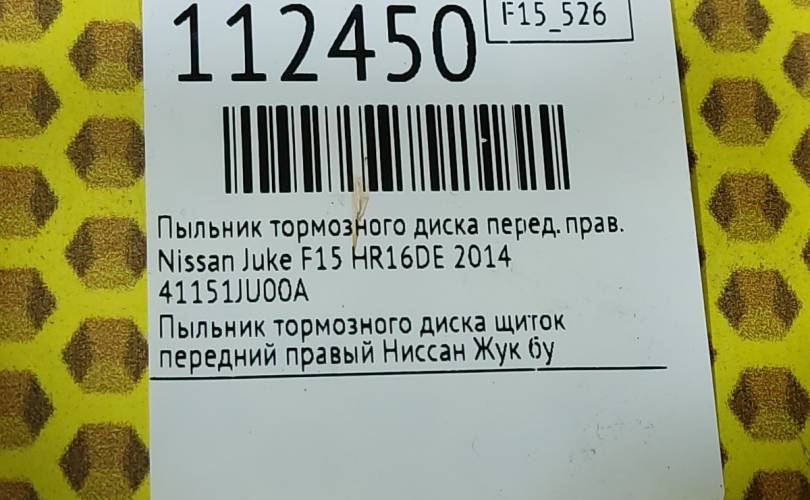 112450
F15_526
Пыльник тормозного диска перед. прав.
Nissan Juke F15 HR16DE 2014
41151JU00A
Пыльник тормозного диска щиток
передний правый Ниссан Жук бу